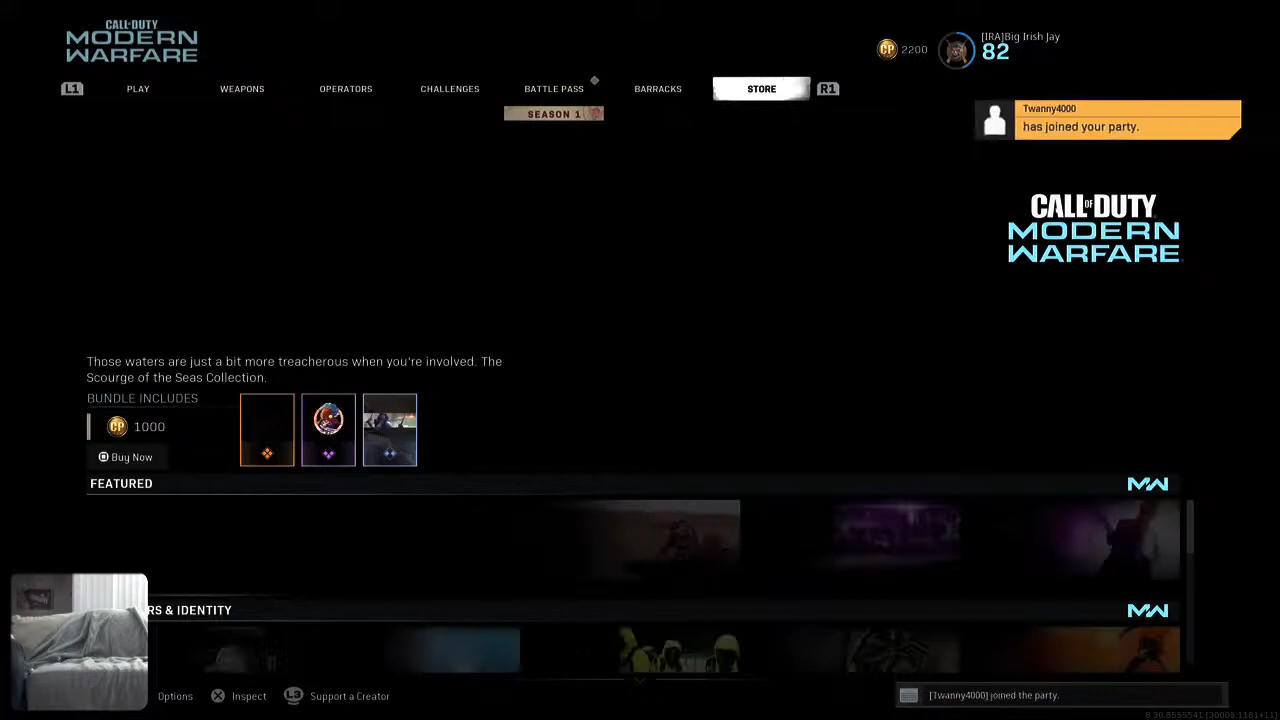 CALL OF DUTY
MODERN
WARFARE
CP 2200
[IRA]Big Irish Jay
82
L1 PLAY WEAPONS OPERATORS CHALLENGES BATTLE PASS BARRACKS STORE R1
SEASON 1
Twanny4000
has joined your party.
CALL OF DUTY
MODERN
WARFARE
Those waters are just a bit more treacherous when you're involved. The
Scourge of the Seas Collection.
BUNDLE INCLUDES
CP 1000
Buy Now
FEATURED MW
RS & IDENTITY MW
Options Inspect L3 Support a Creator
[Twanny4000] joined the party.